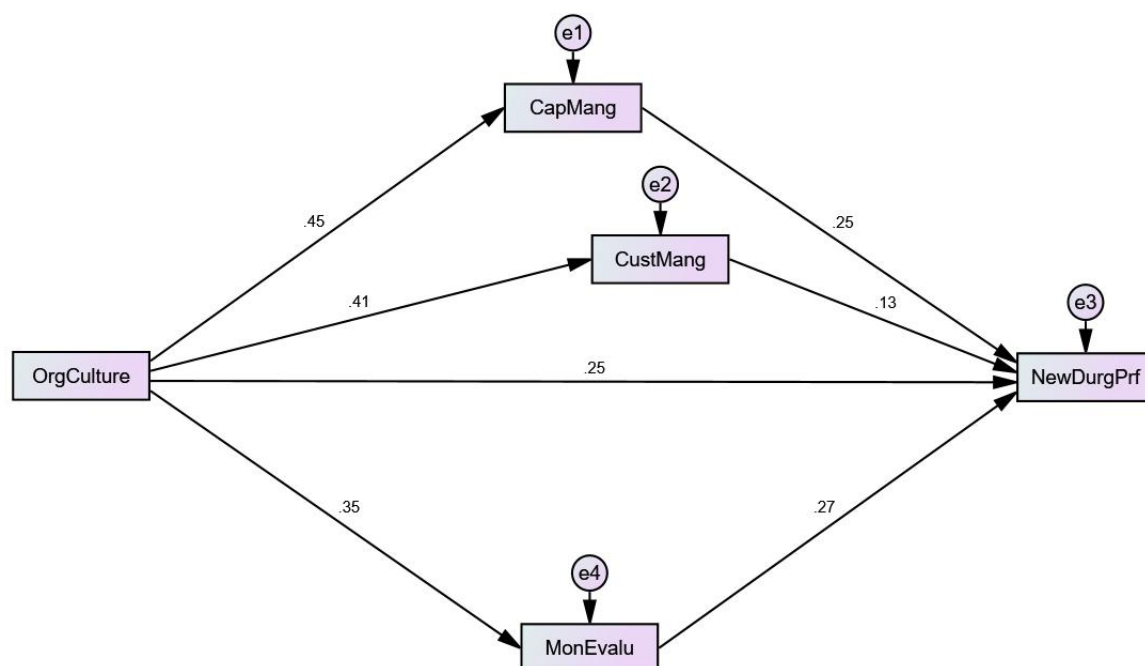 e1
CapMang
.45
.25
e2
CustMang
.41
.13
e3
OrgCulture
.25
NewDurgPrf
.35
.27
e4
MonEvalu